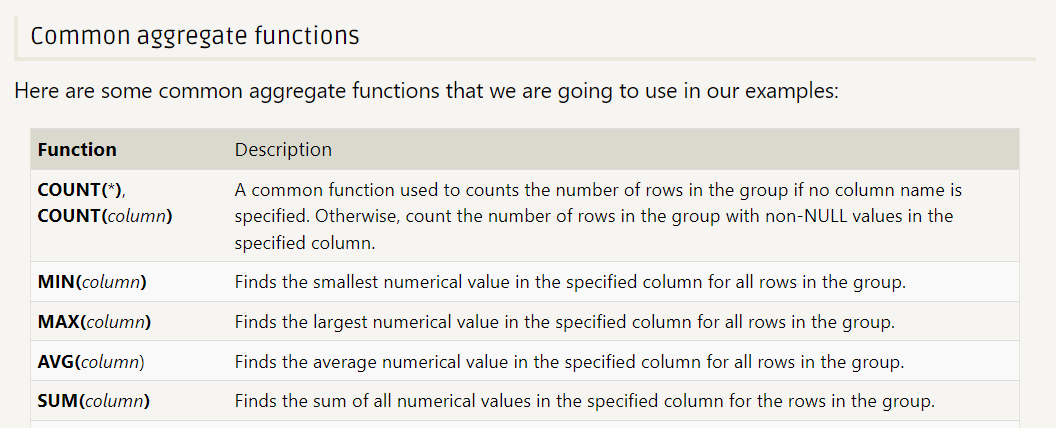 Common aggregate functions
Here are some common aggregate functions that we are going to use in our examples:
Function Description
COUNT(*), A common function used to counts the number of rows in the group if no column name is
COUNT(column) specified. Otherwise, count the number of rows in the group with non-NULL values in the
specified column.
MIN(column) Finds the smallest numerical value in the specified column for all rows in the group.
MAX(column) Finds the largest numerical value in the specified column for all rows in the group.
AVG(column) Finds the average numerical value in the specified column for all rows in the group.
SUM(column) Finds the sum of all numerical values in the specified column for the rows in the group.